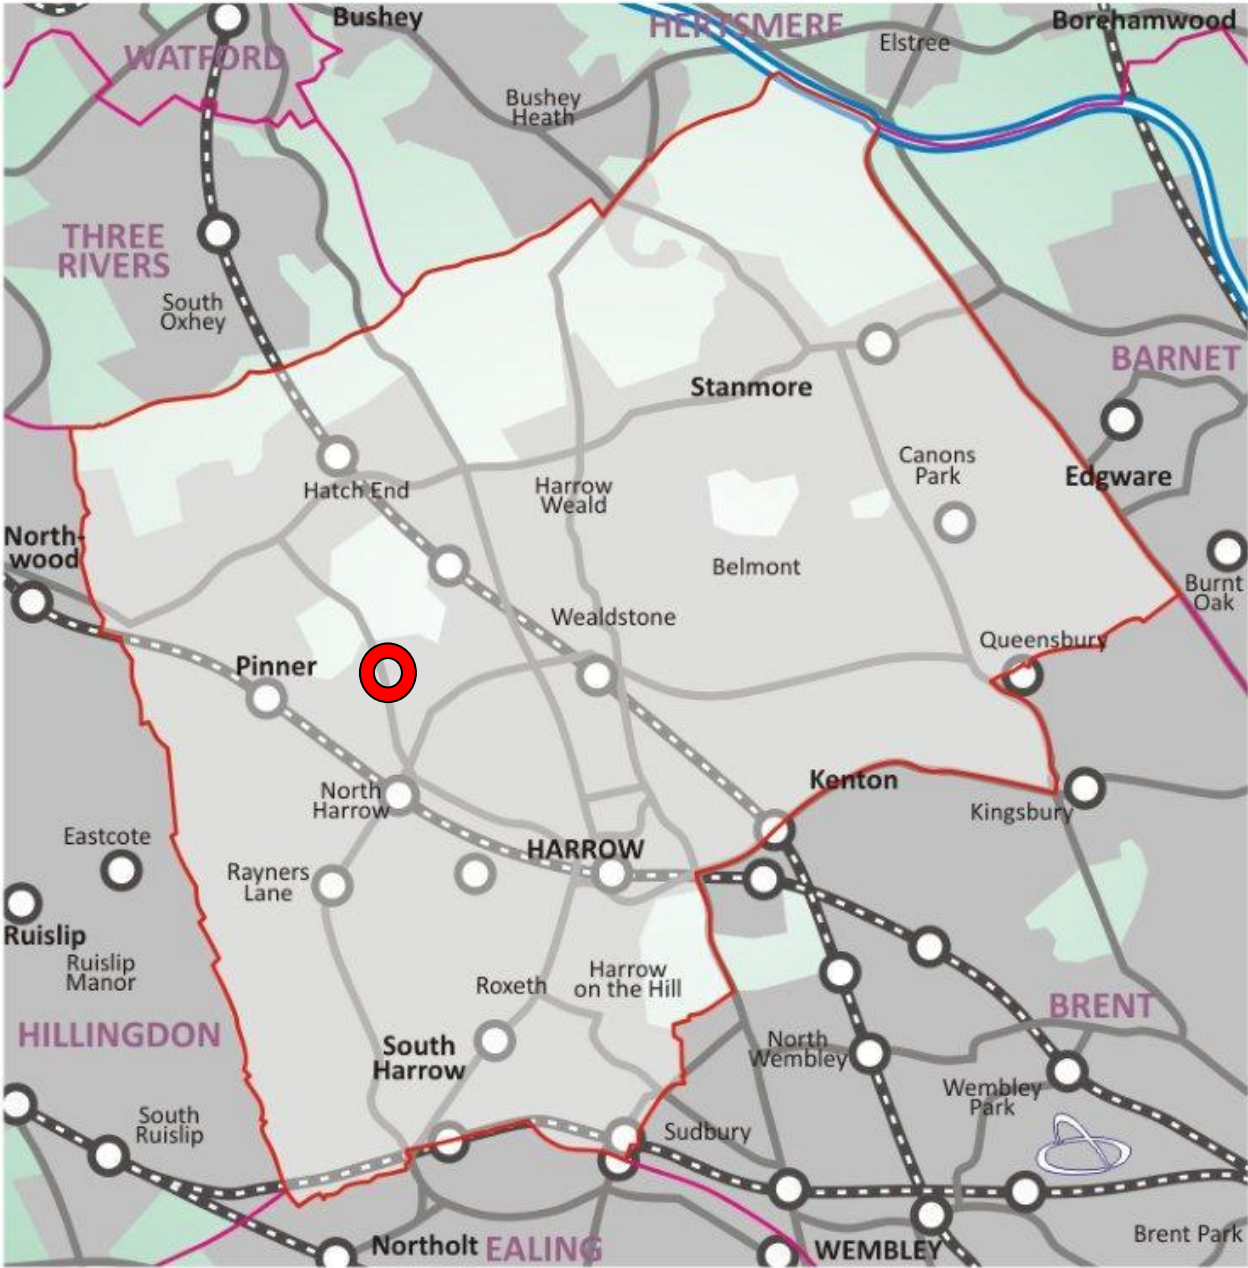 Bushey
HERTSMERE
Borehamwood
Elstree
WATFORD
Bushey
Heath
THREE
RIVERS
South
Oxhey
BARNET
Stanmore
Canons
Park
Edgware
Hatch End
Harrow
Weald
North-
wood
Belmont
Burnt
Oak
Wealdstone
Queensbury
Pinner
Kenton
North
Harrow
Kingsbury
Eastcote
HARROW
Rayners
Lane
Ruislip
Ruislip
Manor
Roxeth
Harrow
on the Hill
BRENT
HILLINGDON
South
Harrow
North
Wembley
Wembley
Park
South
Ruislip
Sudbury
Northolt
EALING
WEMBLEY
Brent Park